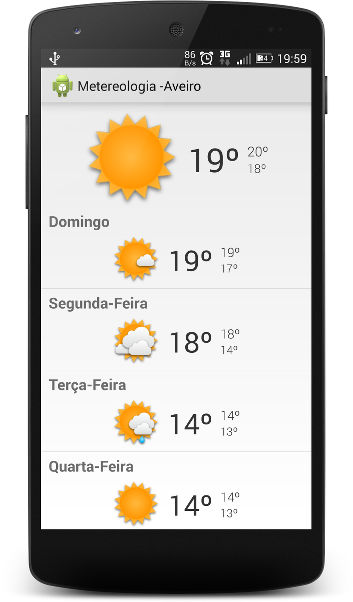 86 B/s 3G 84 19:59
Metereologia -Aveiro
19º 20º
18º
Domingo
19º 19º
17º
Segunda-Feira
18º 18º
14º
Terça-Feira
14º 14º
13º
Quarta-Feira
14º 14º
13º